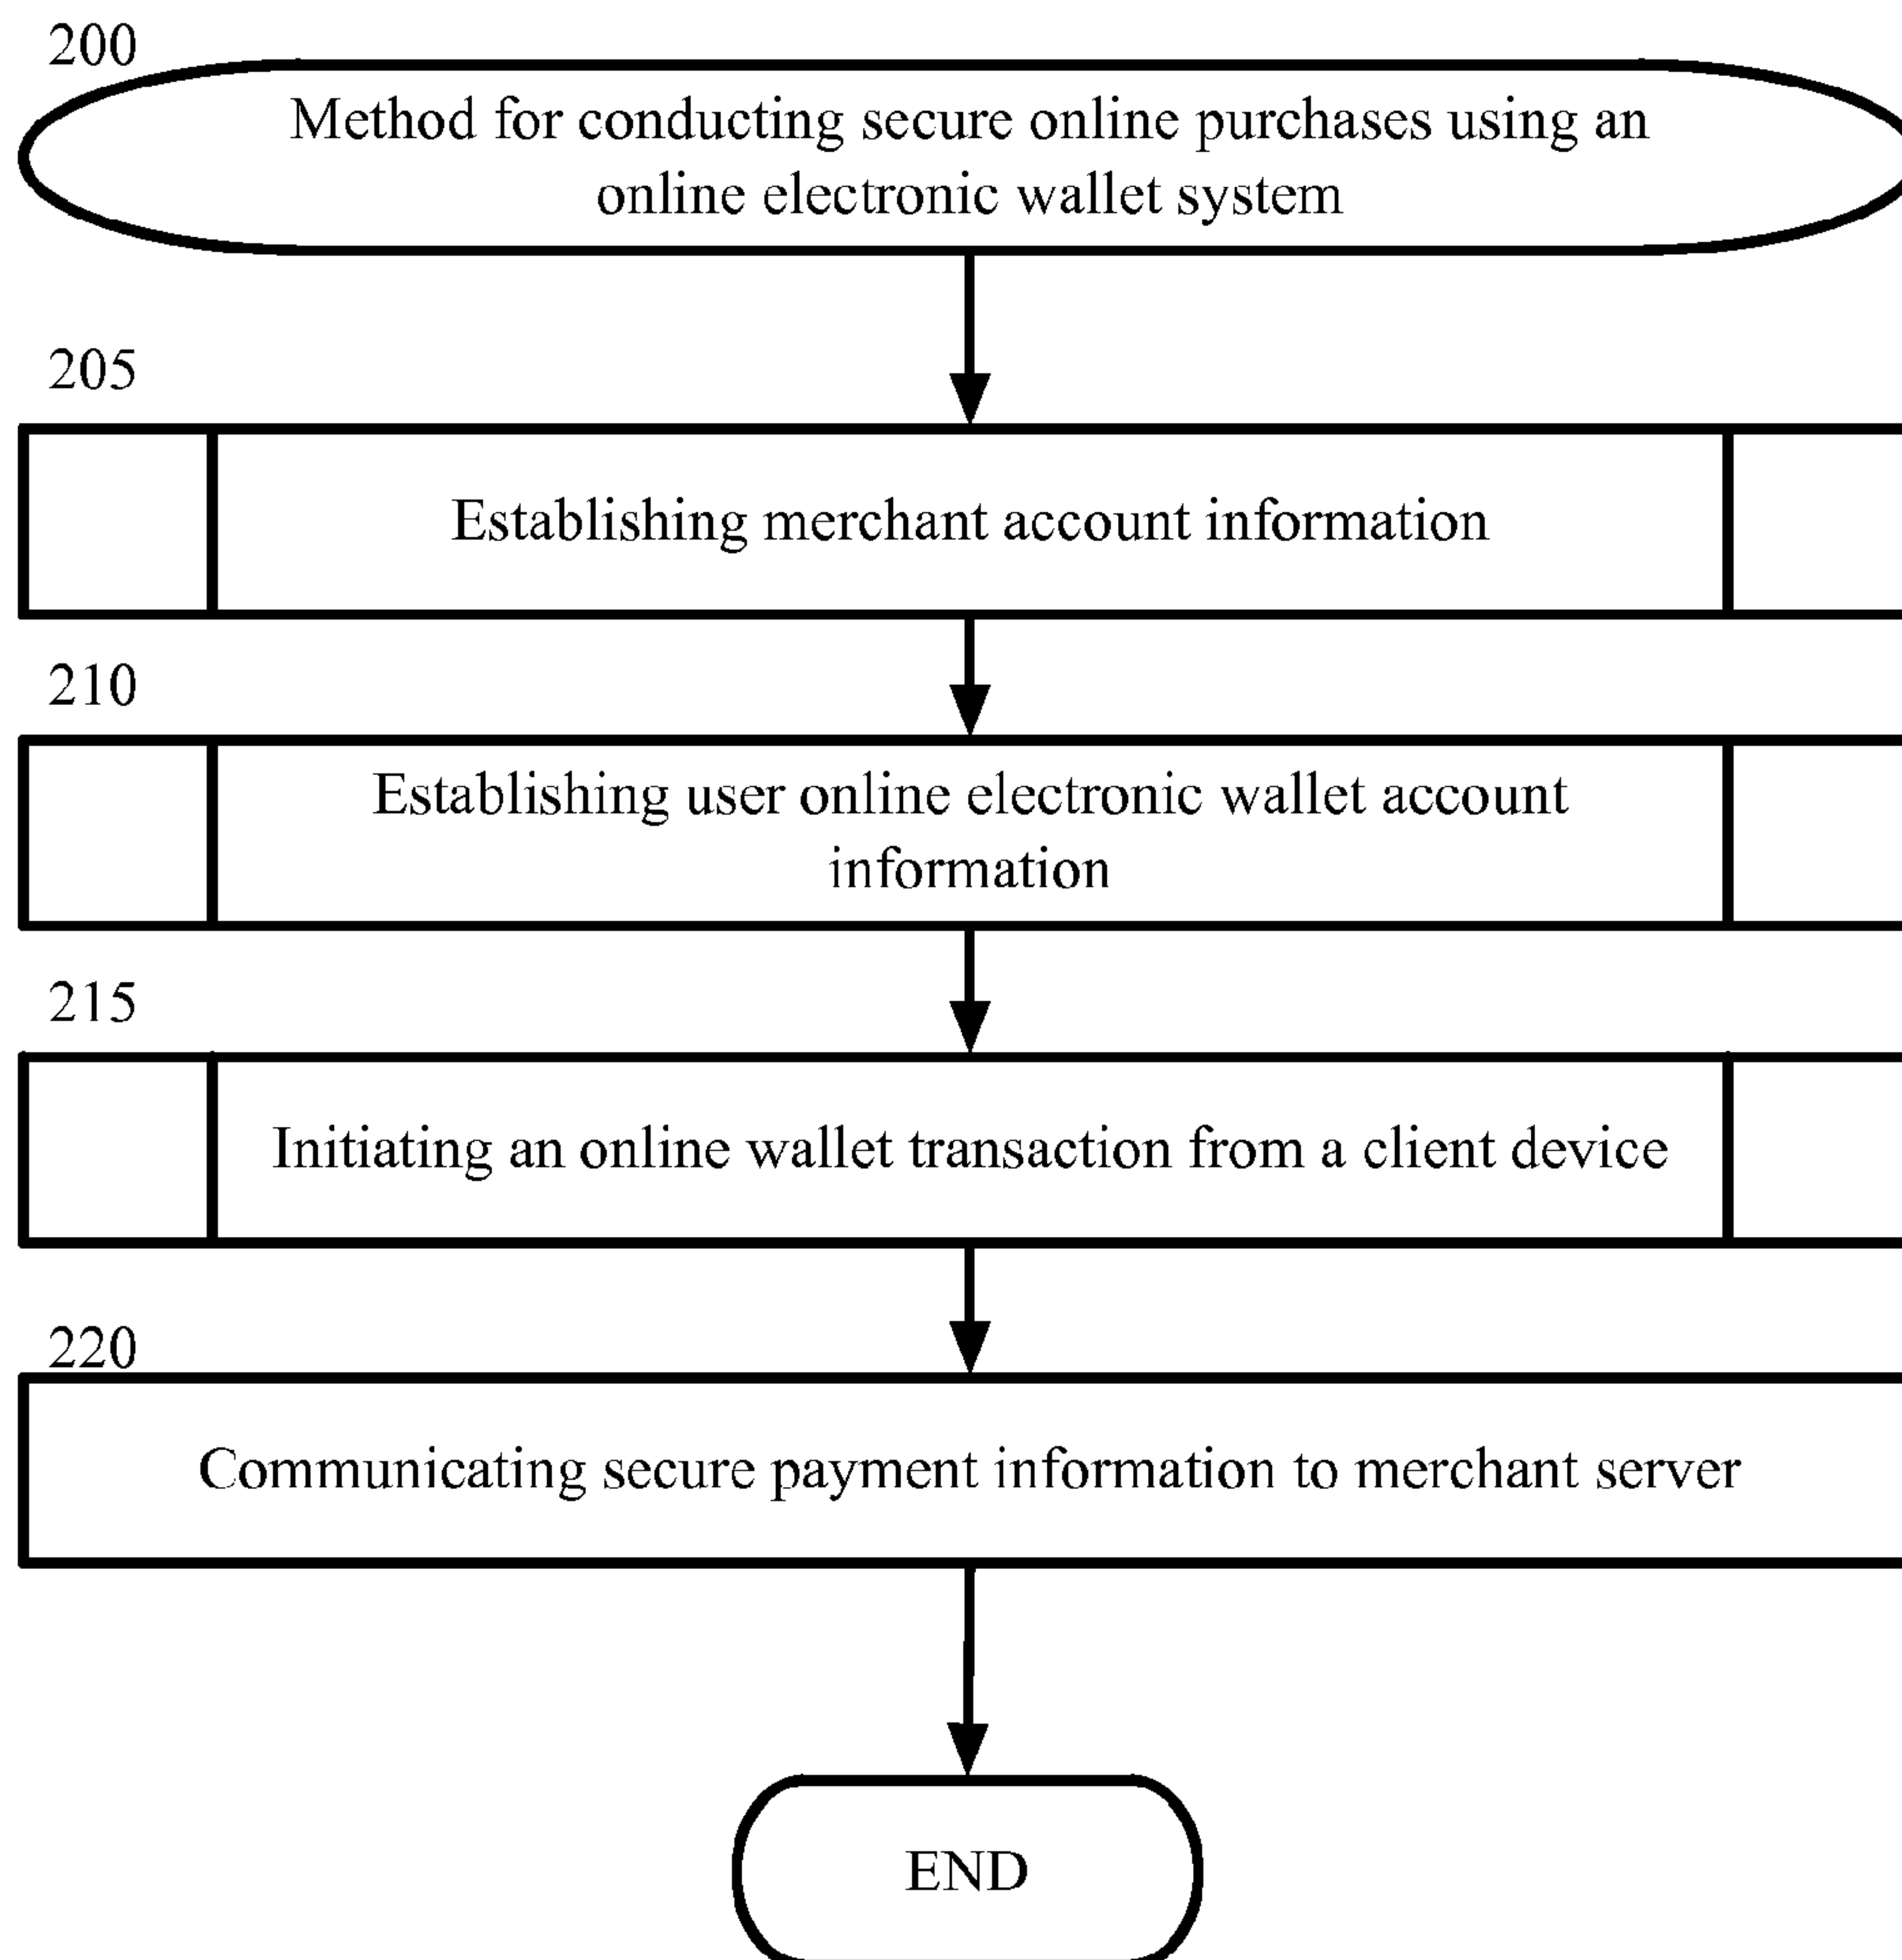 200
Method for conducting secure online purchases using an
online electronic wallet system
205
Establishing merchant account information
210
Establishing user online electronic wallet account
information
215
Initiating an online wallet transaction from a client device
220
Communicating secure payment information to merchant server
END